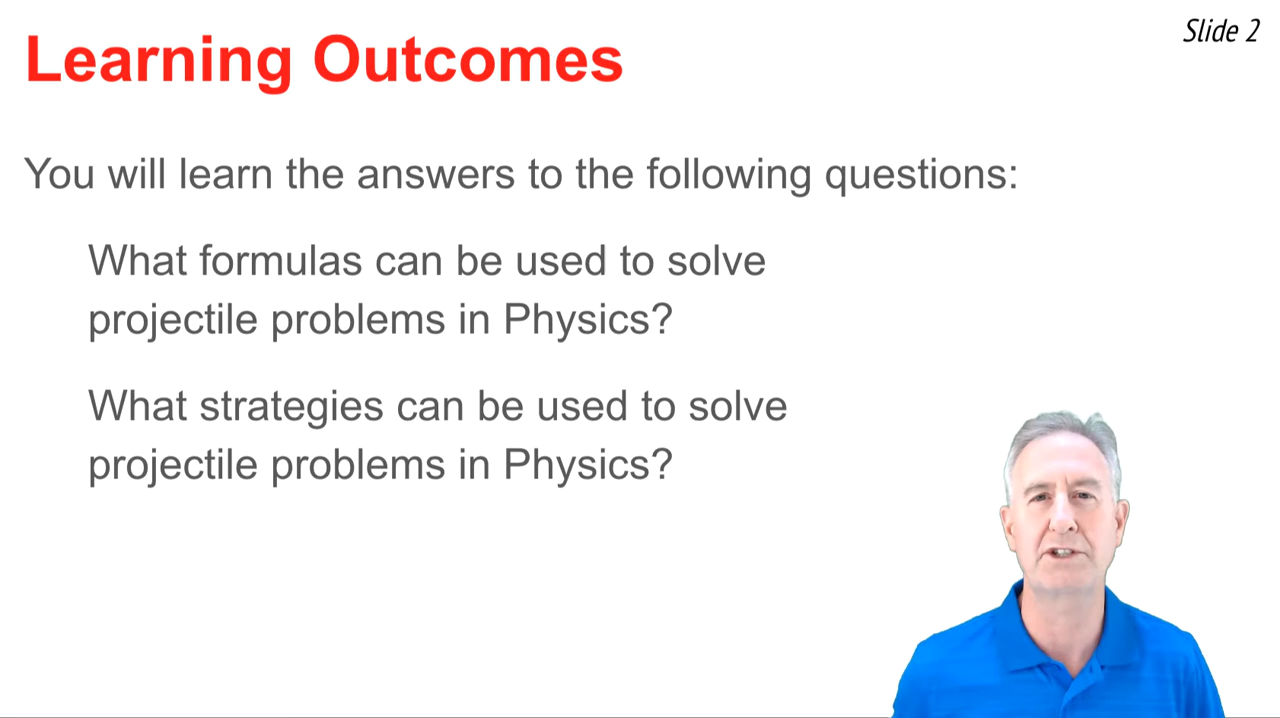 Slide 2
Learning Outcomes
You will learn the answers to the following questions:
What formulas can be used to solve
projectile problems in Physics?
What strategies can be used to solve
projectile problems in Physics?